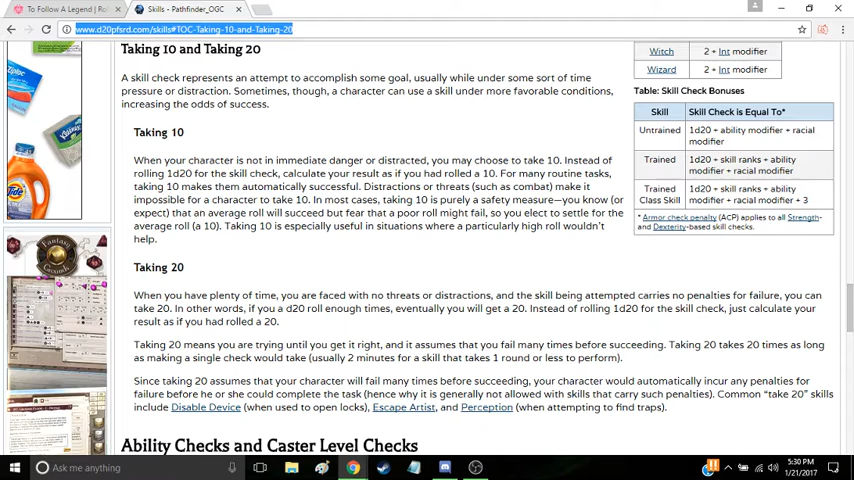 To Follow A Legend | Rol
Skills - Pathfinder_OGC
www.d20pfsrd.com/skills#TOC-Taking-10-and-Taking-20
Taking 10 and Taking 20
A skill check represents an attempt to accomplish some goal, usually while under some sort of time
pressure or distraction. Sometimes, though, a character can use a skill under more favorable conditions,
increasing the odds of success.
Taking 10
When your character is not in immediate danger or distracted, you may choose to take 10. Instead of
rolling 1d20 for the skill check, calculate your result as if you had rolled a 10. For many routine tasks,
taking 10 makes them automatically successful. Distractions or threats (such as combat) make it
impossible for a character to take 10. In most cases, taking 10 is purely a safety measure—you know (or
expect) that an average roll will succeed but fear that a poor roll might fail, so you elect to settle for the
average roll (a 10). Taking 10 is especially useful in situations where a particularly high roll wouldn't
help.
Taking 20
When you have plenty of time, you are faced with no threats or distractions, and the skill being attempted carries no penalties for failure, you can
take 20. In other words, if you a d20 roll enough times, eventually you will get a 20. Instead of rolling 1d20 for the skill check, just calculate your
result as if you had rolled a 20.
Taking 20 means you are trying until you get it right, and it assumes that you fail many times before succeeding. Taking 20 takes 20 times as long
as making a single check would take (usually 2 minutes for a skill that takes 1 round or less to perform).
Since taking 20 assumes that your character will fail many times before succeeding, your character would automatically incur any penalties for
failure before he or she could complete the task (hence why it is generally not allowed with skills that carry such penalties). Common "take 20" skills
include Disable Device (when used to open locks), Escape Artist, and Perception (when attempting to find traps).
Ability Checks and Caster Level Checks
Witch 2 + Int modifier
Wizard 2 + Int modifier
Table: Skill Check Bonuses
Skill Skill Check is Equal To*
Untrained 1d20 + ability modifier + racial
modifier
Trained 1d20 + skill ranks + ability
modifier + racial modifier
Trained 1d20 + skill ranks + ability
Class Skill modifier + racial modifier + 3
* Armor check penalty (ACP) applies to all Strength-
and Dexterity-based skill checks.
Ziploc
Kleenex
Tide
Fantasy
Grounds
Ask me anything
5:30 PM
1/21/2017